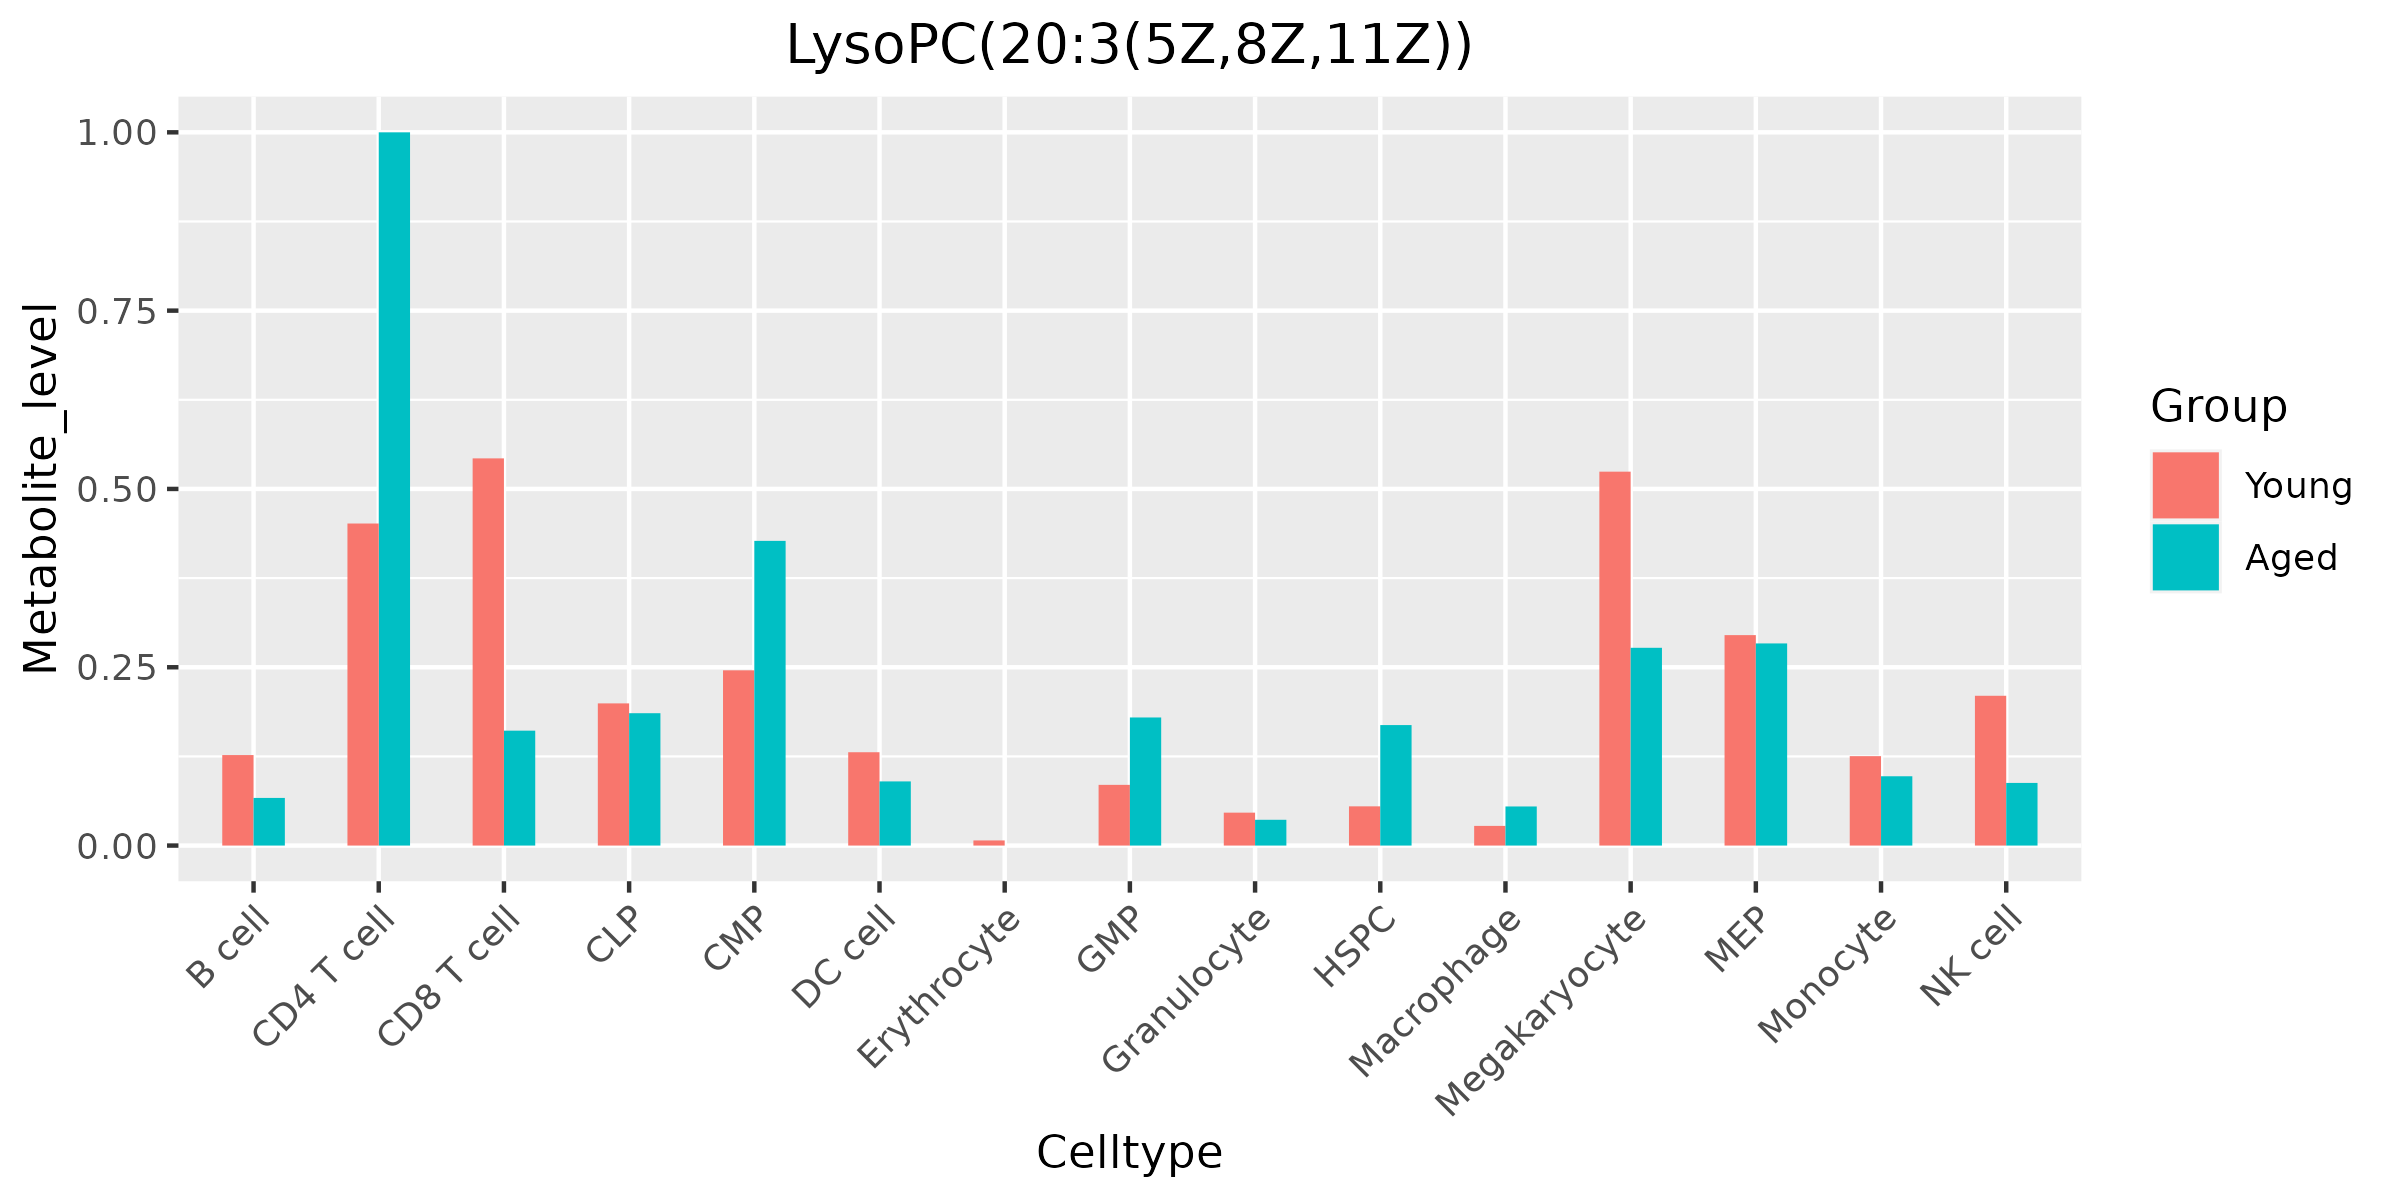 LysoPC(20:3(5Z,8Z,11Z))
Metabolite_level
1.00
0.75
0.50
0.25
0.00
B cell
CD4 T cell
CD8 T cell
CLP
CMP
DC cell
Erythrocyte
GMP
Granulocyte
HSPC
Macrophage
Megakaryocyte
MEP
Monocyte
NK cell
Celltype
Group
Young
Aged